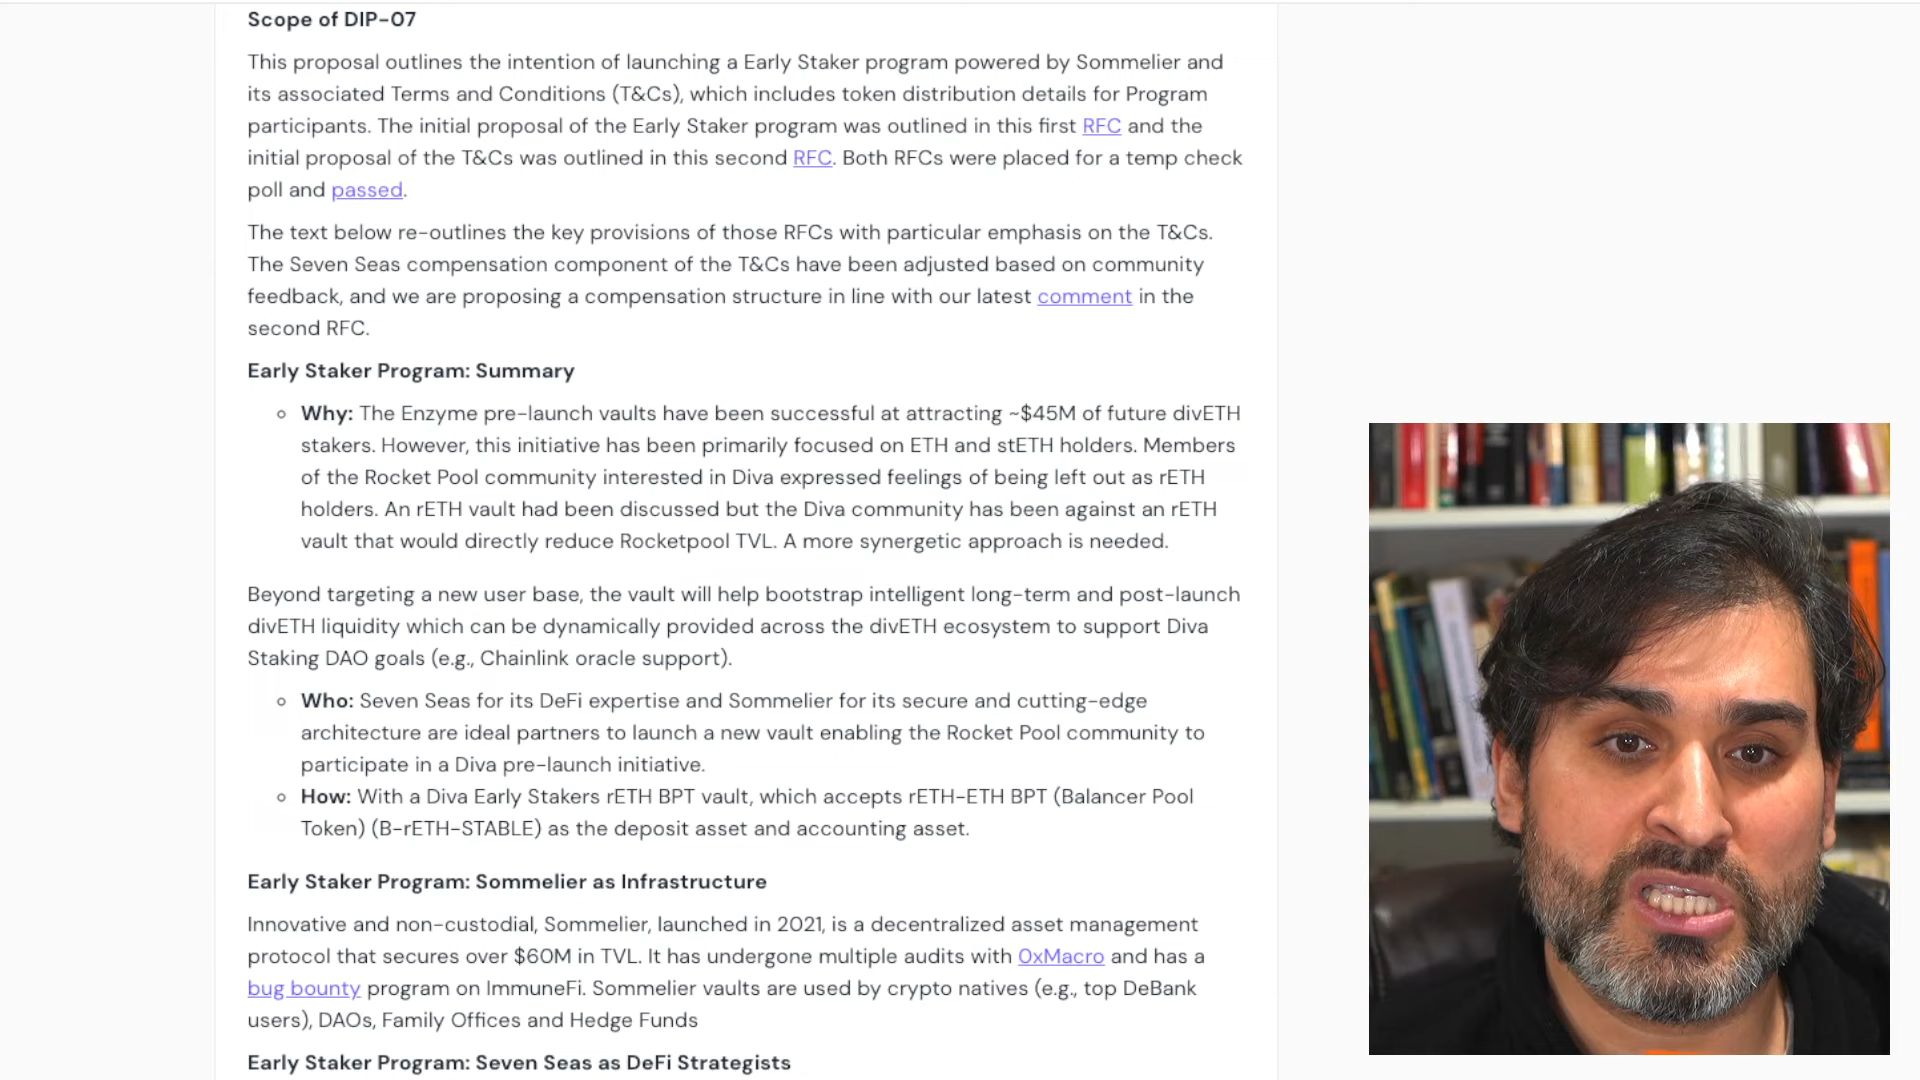 Scope of DIP-07
This proposal outlines the intention of launching a Early Staker program powered by Sommelier and
its associated Terms and Conditions (T&Cs), which includes token distribution details for Program
participants. The initial proposal of the Early Staker program was outlined in this first RFC and the
initial proposal of the T&Cs was outlined in this second RFC. Both RFCs were placed for a temp check
poll and passed.
The text below re-outlines the key provisions of those RFCs with particular emphasis on the T&Cs.
The Seven Seas compensation component of the T&Cs have been adjusted based on community
feedback, and we are proposing a compensation structure in line with our latest comment in the
second RFC.
Early Staker Program: Summary
◦ Why: The Enzyme pre-launch vaults have been successful at attracting ~$45M of future divETH
stakers. However, this initiative has been primarily focused on ETH and stETH holders. Members
of the Rocket Pool community interested in Diva expressed feelings of being left out as rETH
holders. An rETH vault had been discussed but the Diva community has been against an rETH
vault that would directly reduce Rocketpool TVL. A more synergetic approach is needed.
Beyond targeting a new user base, the vault will help bootstrap intelligent long-term and post-launch
divETH liquidity which can be dynamically provided across the divETH ecosystem to support Diva
Staking DAO goals (e.g., Chainlink oracle support).
◦ Who: Seven Seas for its DeFi expertise and Sommelier for its secure and cutting-edge
architecture are ideal partners to launch a new vault enabling the Rocket Pool community to
participate in a Diva pre-launch initiative.
◦ How: With a Diva Early Stakers rETH BPT vault, which accepts rETH-ETH BPT (Balancer Pool
Token) (B-rETH-STABLE) as the deposit asset and accounting asset.
Early Staker Program: Sommelier as Infrastructure
Innovative and non-custodial, Sommelier, launched in 2021, is a decentralized asset management
protocol that secures over $60M in TVL. It has undergone multiple audits with 0xMacro and has a
bug bounty program on ImmuneFi. Sommelier vaults are used by crypto natives (e.g., top DeBank
users), DAOs, Family Offices and Hedge Funds
Early Staker Program: Seven Seas as DeFi Strategists